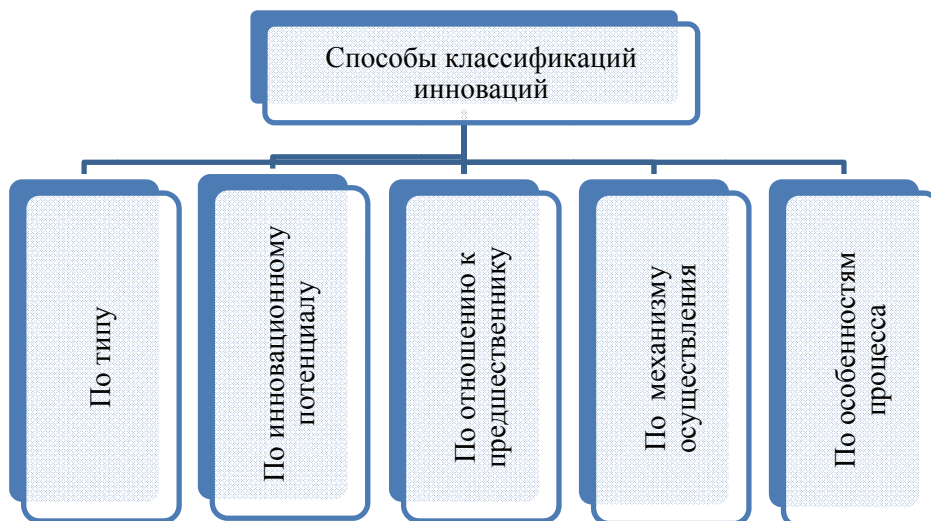 Способы классификаций
инноваций
По типу
По инновационному
потенциалу
По отношению к
предшественнику
По механизму
осуществления
По особенностям
процесса